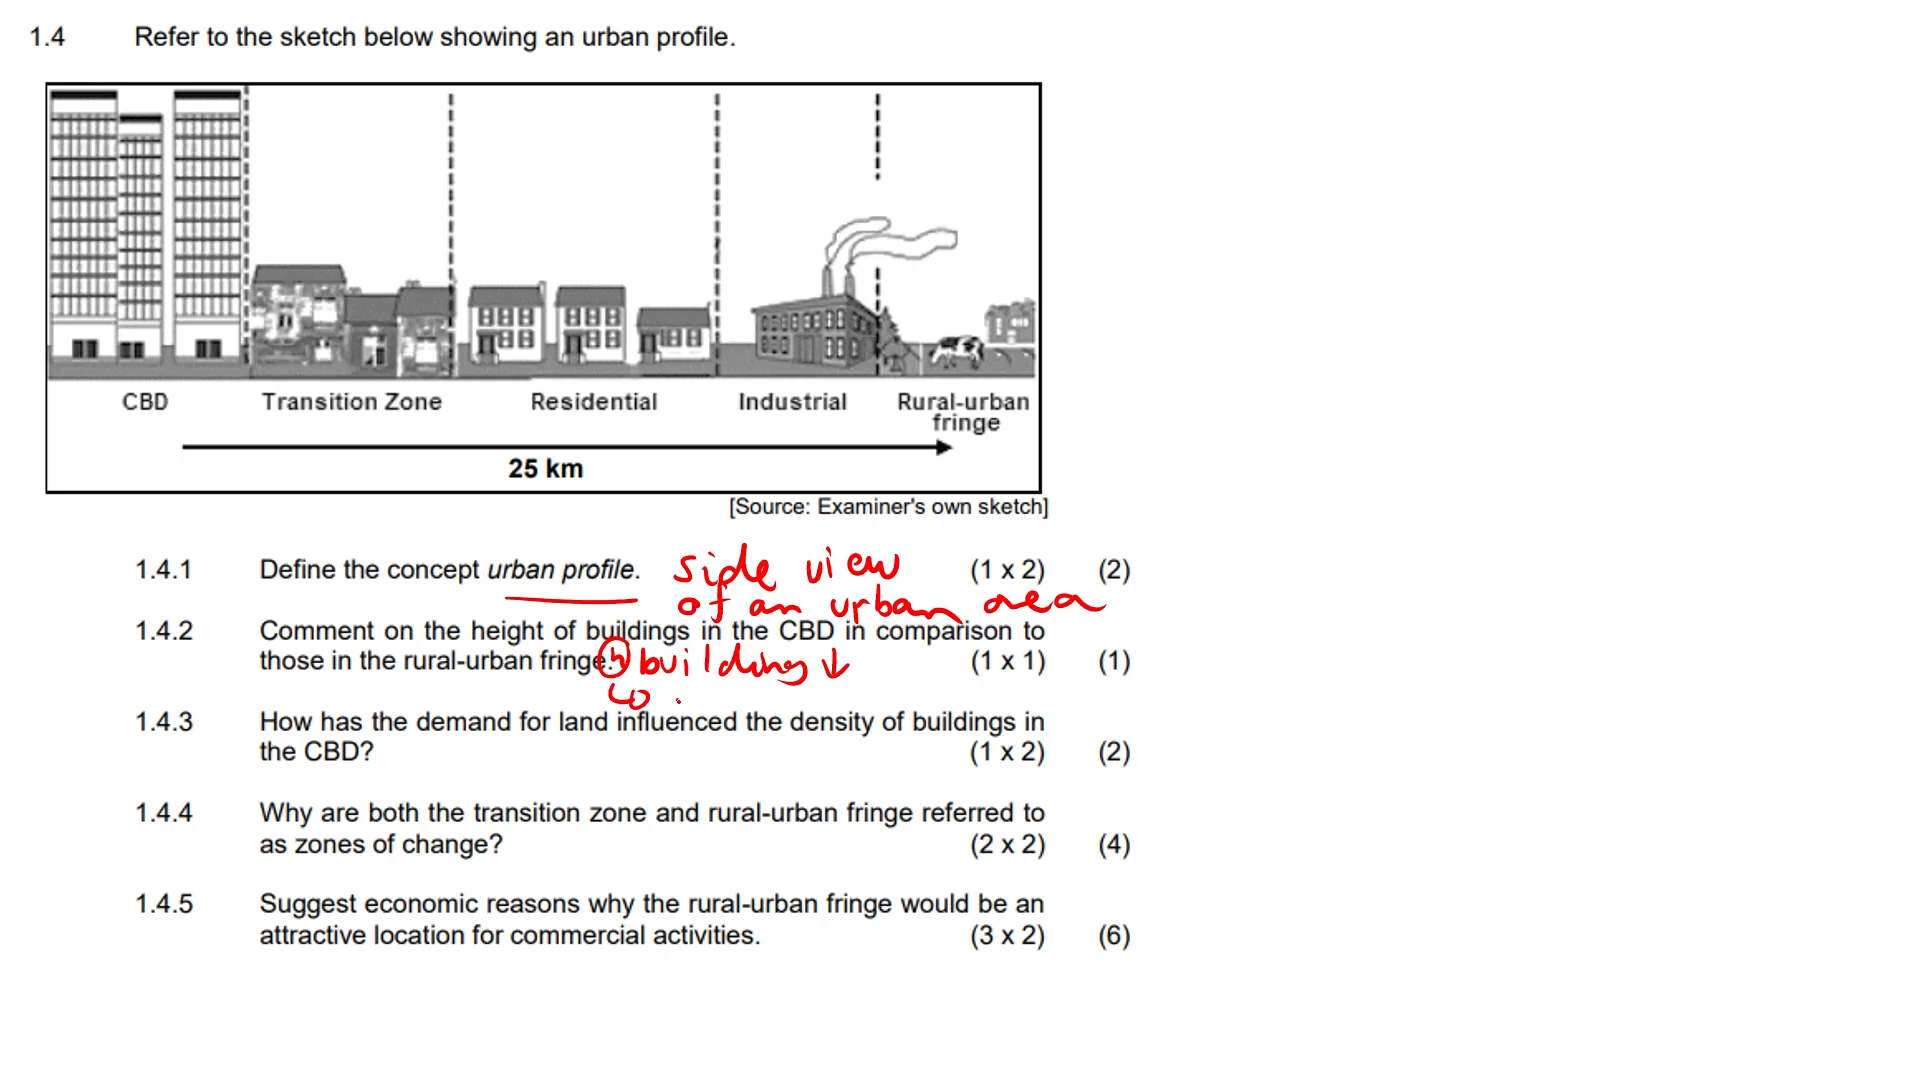 1.4 Refer to the sketch below showing an urban profile.
CBD Transition Zone Residential Industrial Rural-urban
fringe
25 km
[Source: Examiner's own sketch]
1.4.1 Define the concept urban profile. side view (1 x 2) (2)
of an urban area
1.4.2 Comment on the height of buildings in the CBD in comparison to
those in the rural-urban fringe. h building ↓ (1 x 1) (1)
1.4.3 How has the demand for land influenced the density of buildings in
the CBD? (1 x 2) (2)
1.4.4 Why are both the transition zone and rural-urban fringe referred to
as zones of change? (2 x 2) (4)
1.4.5 Suggest economic reasons why the rural-urban fringe would be an
attractive location for commercial activities. (3 x 2) (6)